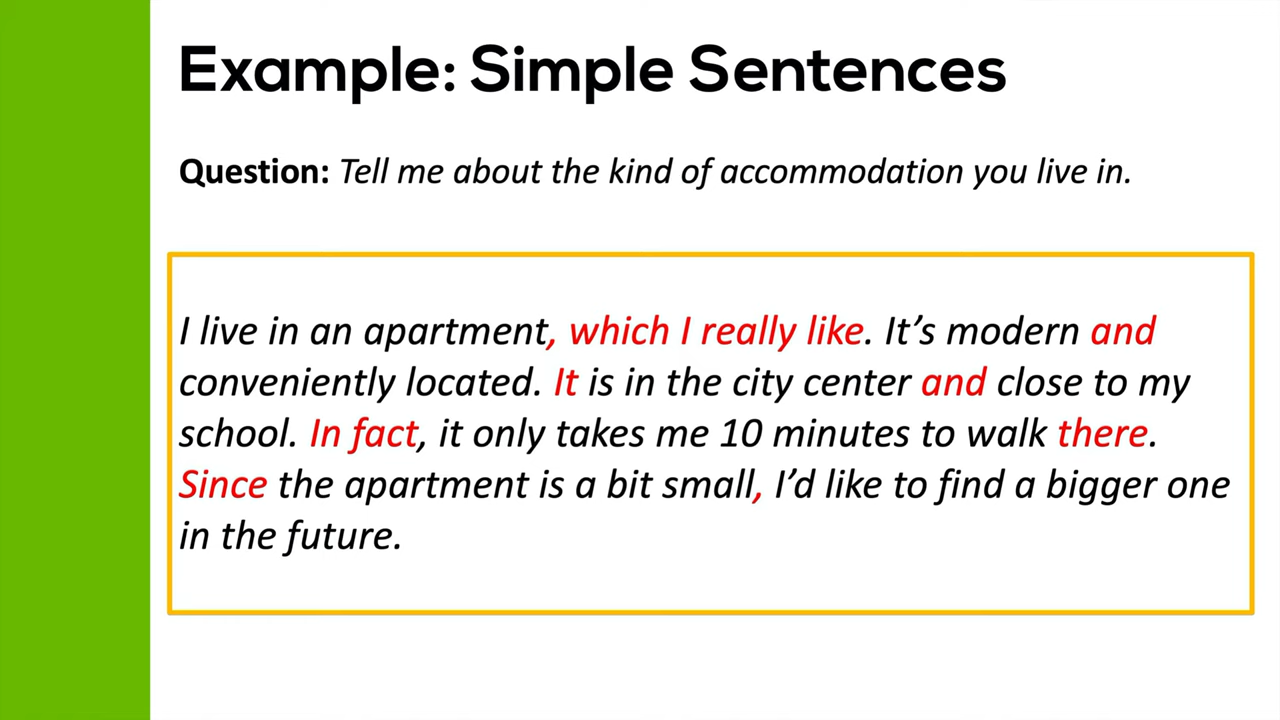 Example: Simple Sentences
Question: Tell me about the kind of accommodation you live in.
I live in an apartment, which I really like. It’s modern and
conveniently located. It is in the city center and close to my
school. In fact, it only takes me 10 minutes to walk there.
Since the apartment is a bit small, I’d like to find a bigger one
in the future.